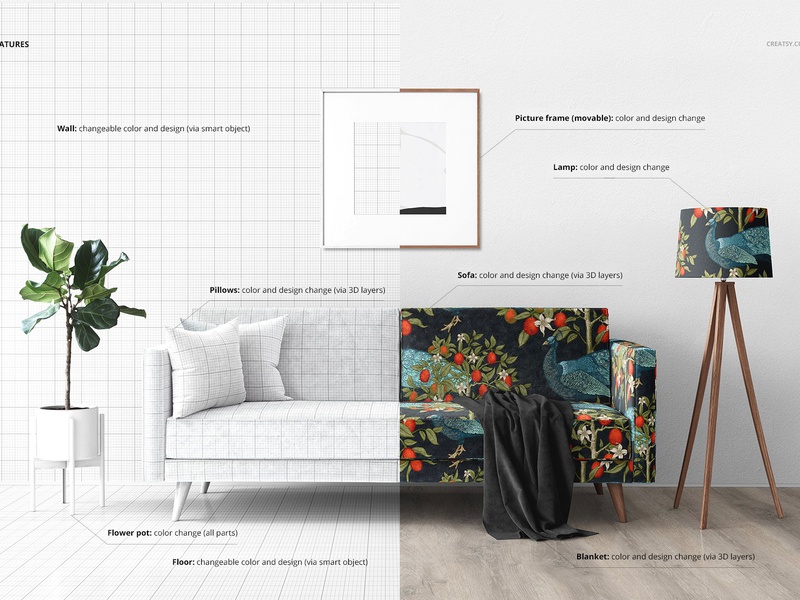 ATURES
CREATSY.CO
Picture frame (movable): color and design change
Wall: changeable color and design (via smart object)
Lamp: color and design change
Sofa: color and design change (via 3D layers)
Pillows: color and design change (via 3D layers)
Flower pot: color change (all parts)
Blanket: color and design change (via 3D layers)
Floor: changeable color and design (via smart object)